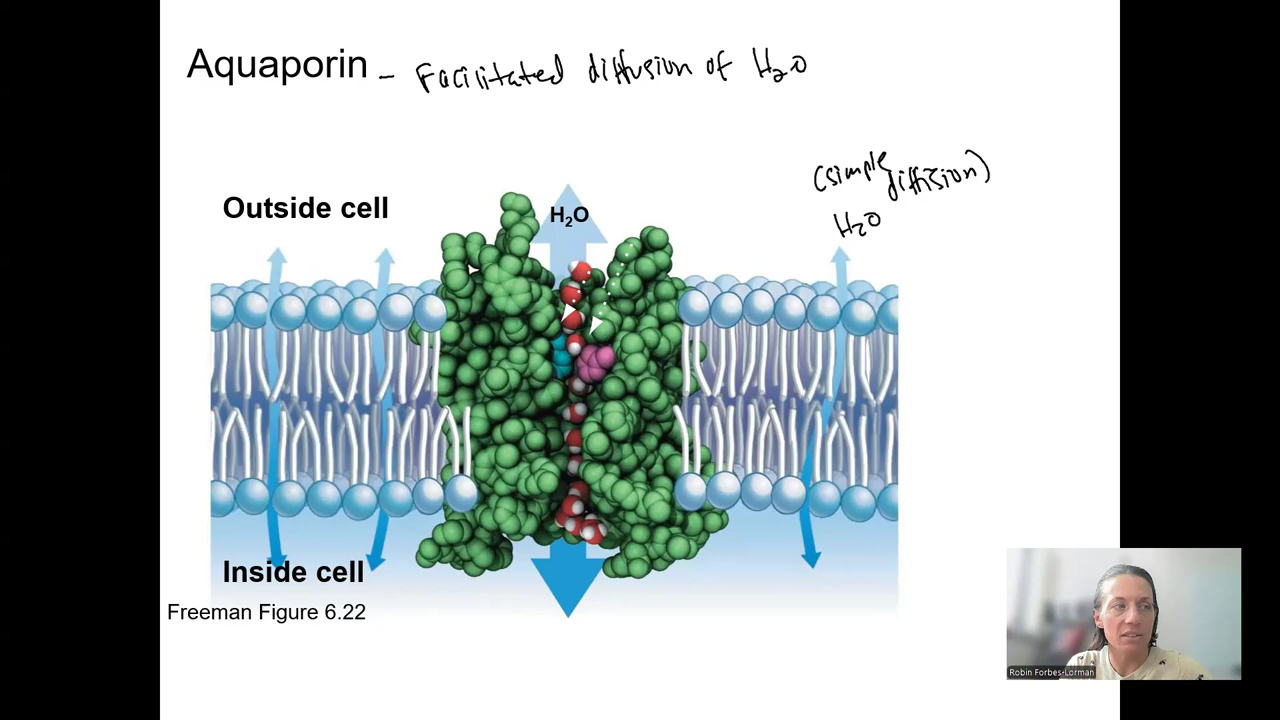 Aquaporin - Facilitated diffusion of H₂O
(simple
diffision)
H₂O
Outside cell
H₂O
Inside cell
Freeman Figure 6.22
Robin Forbes-Lorman